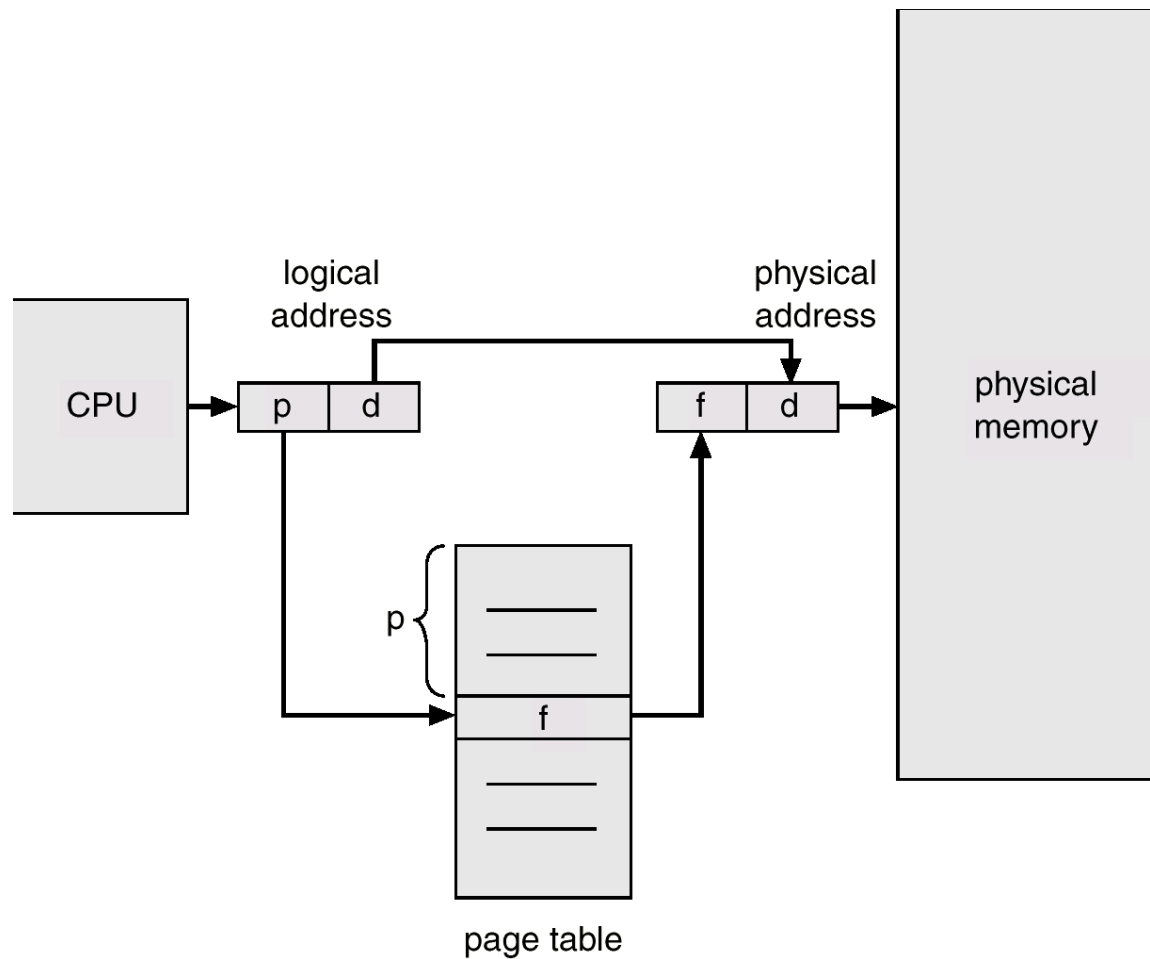 logical
address
physical
address
CPU
p
d
f
d
physical
memory
p
f
page table